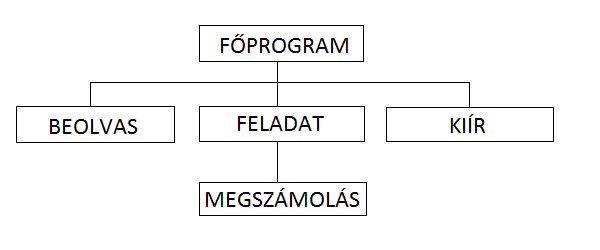 FŐPROGRAM
BEOLVAS
FELADAT
KIÍR
MEGSZÁMOLÁS